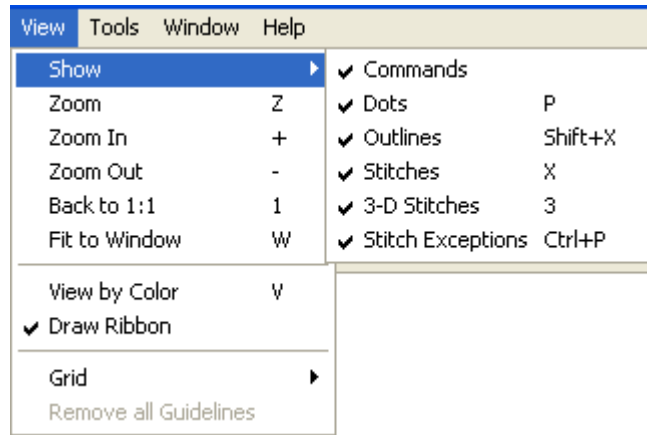 View Tools Window Help
Show
Zoom Z
Zoom In +
Zoom Out -
Back to 1:1 1
Fit to Window W
View by Color V
Draw Ribbon
Grid
Remove all Guidelines
Commands
Dots P
Outlines Shift+X
Stitches X
3-D Stitches 3
Stitch Exceptions Ctrl+P